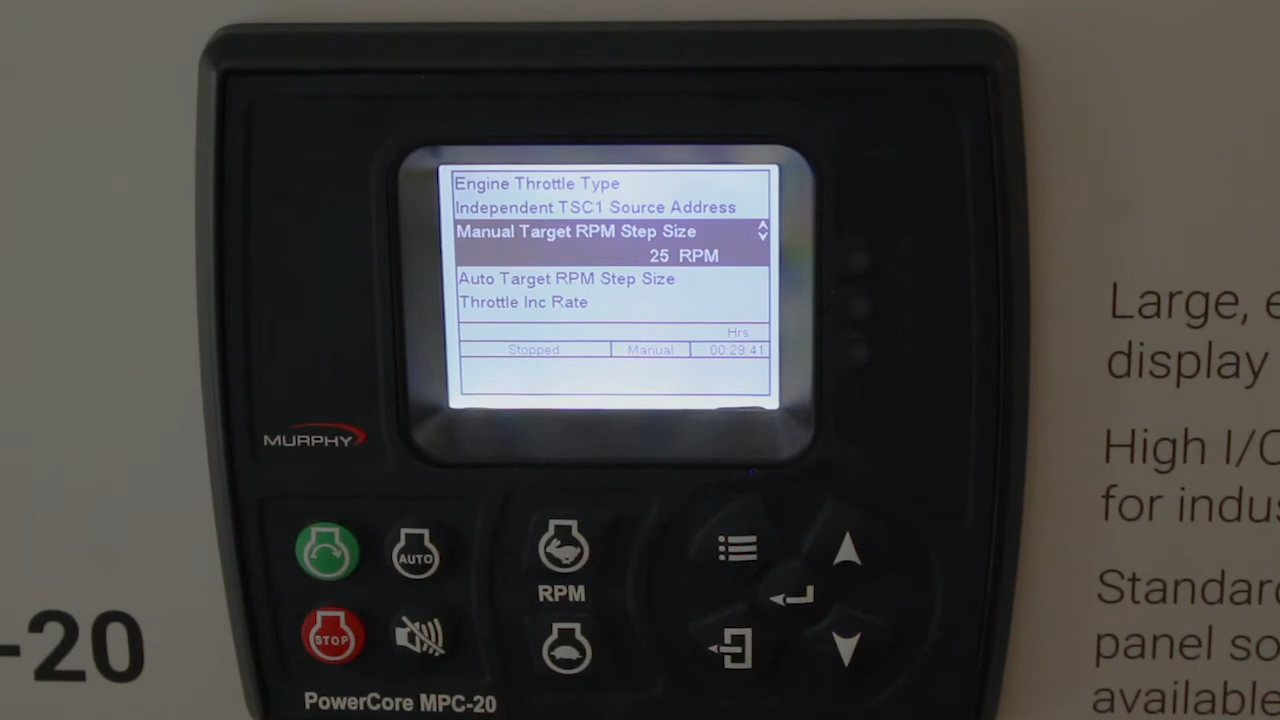 Engine Throttle Type
Independent TSC1 Source Address
Manual Target RPM Step Size
25 RPM
Auto Target RPM Step Size
Throttle Inc Rate
Hrs
Stopped Manual 00:29:41
MURPHY
AUTO
RPM
STOP
PowerCore MPC-20
-20
Large, e
display
High I/O
for indus
Standard
panel so
available